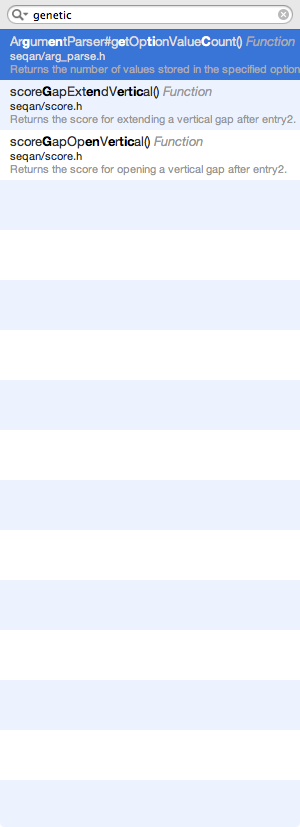 genetic
ArgumentParser#getOptionValueCount() Function
seqan/arg_parse.h
Returns the number of values stored in the specified option
scoreGapExtendVertical() Function
seqan/score.h
Returns the score for extending a vertical gap after entry2.
scoreGapOpenVertical() Function
seqan/score.h
Returns the score for opening a vertical gap after entry2.